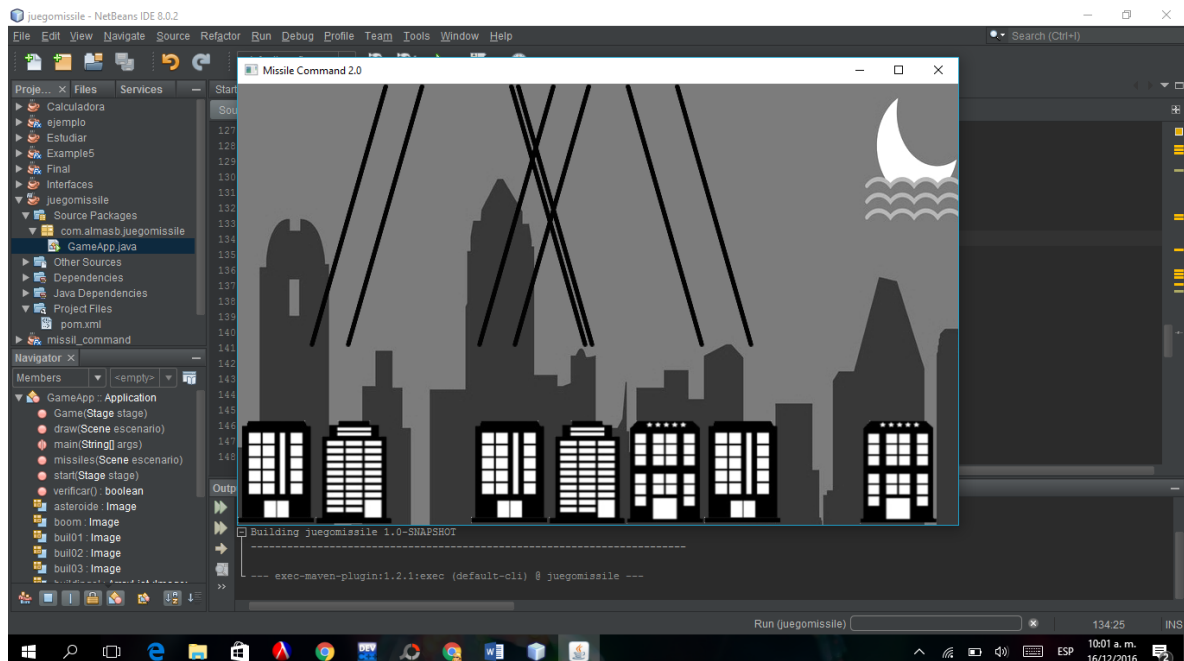 juegomissile - NetBeans IDE 8.0.2
File Edit View Navigate Source Refactor Run Debug Profile Team Tools Window Help
Search (Ctrl+I)
Missile Command 2.0
Proje... Files Services
Start
Calculadora
ejemplo
Estudiar
Example5
Final
Interfaces
juegomissile
Source Packages
com.almasb.juegomissile
GameApp.java
Other Sources
Dependencies
Java Dependencies
Project Files
pom.xml
missil_command
Sou
127
128
129
130
131
132
133
134
135
136
137
138
139
140
141
142
143
144
145
146
147
148
Navigator
Members <empty>
GameApp :: Application
Game(Stage stage)
draw(Scene escenario)
main(String[] args)
missiles(Scene escenario)
start(Stage stage)
verificar() : boolean
asteroide : Image
boom : Image
buil01 : Image
buil02 : Image
buil03 : Image
Outp
Building juegomissile 1.0-SNAPSHOT
------------------------------------------------------------------------
--- exec-maven-plugin:1.2.1:exec (default-cli) @ juegomissile ---
Run (juegomissile)
134:25 INS
DEV
ESP
10:01 a. m.
16/12/2016